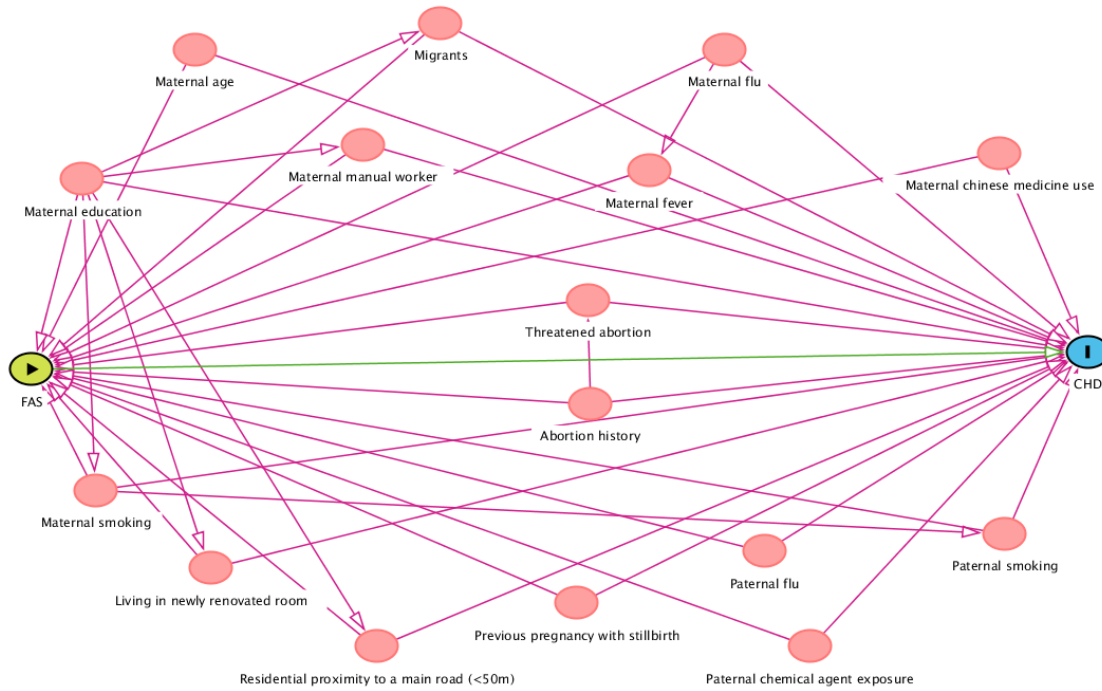 Migrants
Maternal age
Maternal flu
Maternal manual worker
Maternal chinese medicine use
Maternal fever
Maternal education
Threatened abortion
CHD
FAS
Abortion history
Maternal smoking
Paternal smoking
Paternal flu
Living in newly renovated room
Previous pregnancy with stillbirth
Residential proximity to a main road (<50m)
Paternal chemical agent exposure